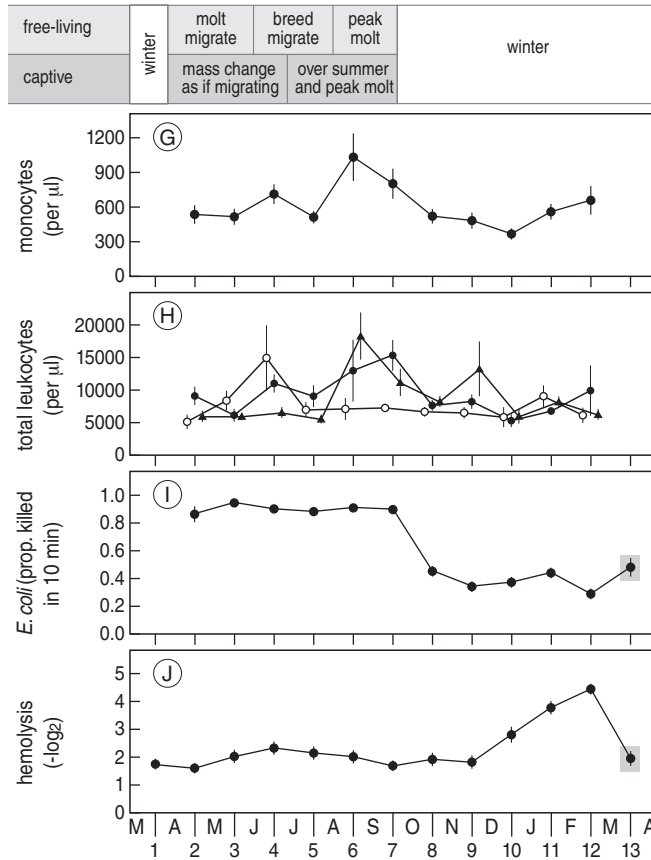 free-living
winter
molt
migrate
breed
migrate
peak
molt
winter
captive
mass change
as if migrating
over summer
and peak molt
G
monocytes
(per µl)
1200
900
600
300
0
H
total leukocytes
(per µl)
20000
15000
10000
5000
0
I
E.coli (prop. killed
in 10 min)
1.0
0.8
0.6
0.4
0.2
0.0
J
hemolysis
(-log2)
5
4
3
2
1
0
M A M J J A S O N D J F M A
1 2 3 4 5 6 7 8 9 10 11 12 13